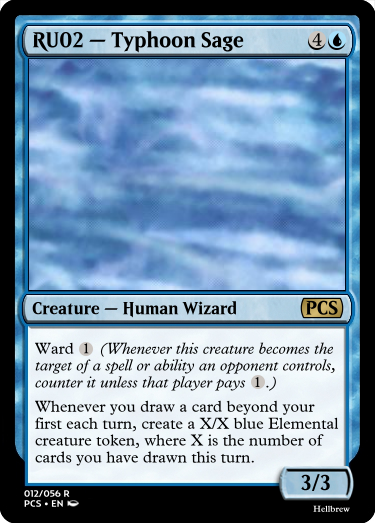 RU02 — Typhoon Sage 4
Creature — Human Wizard PCS
Ward 1 (Whenever this creature becomes the
target of a spell or ability an opponent controls,
counter it unless that player pays 1.)
Whenever you draw a card beyond your
first each turn, create a X/X blue Elemental
creature token, where X is the number of
cards you have drawn this turn.
3/3
012/056 R
PCS • EN
Hellbrew